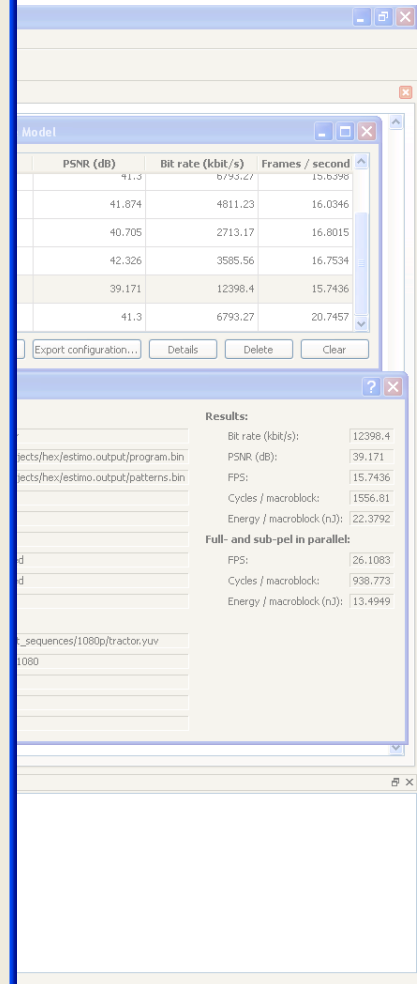 Model
PSNR (dB) Bit rate (kbit/s) Frames / second
41.3 6793.27 15.6398
41.874 4811.23 16.0346
40.705 2713.17 16.8015
42.326 3585.56 16.7534
39.171 12398.4 15.7436
41.3 6793.27 20.7457
Export configuration... Details Delete Clear
Results:
Bit rate (kbit/s): 12398.4
jects/hex/estimo.output/program.bin PSNR (dB): 39.171
jects/hex/estimo.output/patterns.bin FPS: 15.7436
Cycles / macroblock: 1556.81
Energy / macroblock (nJ): 22.3792
Full- and sub-pel in parallel:
ed FPS: 26.1083
ed Cycles / macroblock: 938.773
Energy / macroblock (nJ): 13.4949
t_sequences/1080p/tractor.yuv
1080